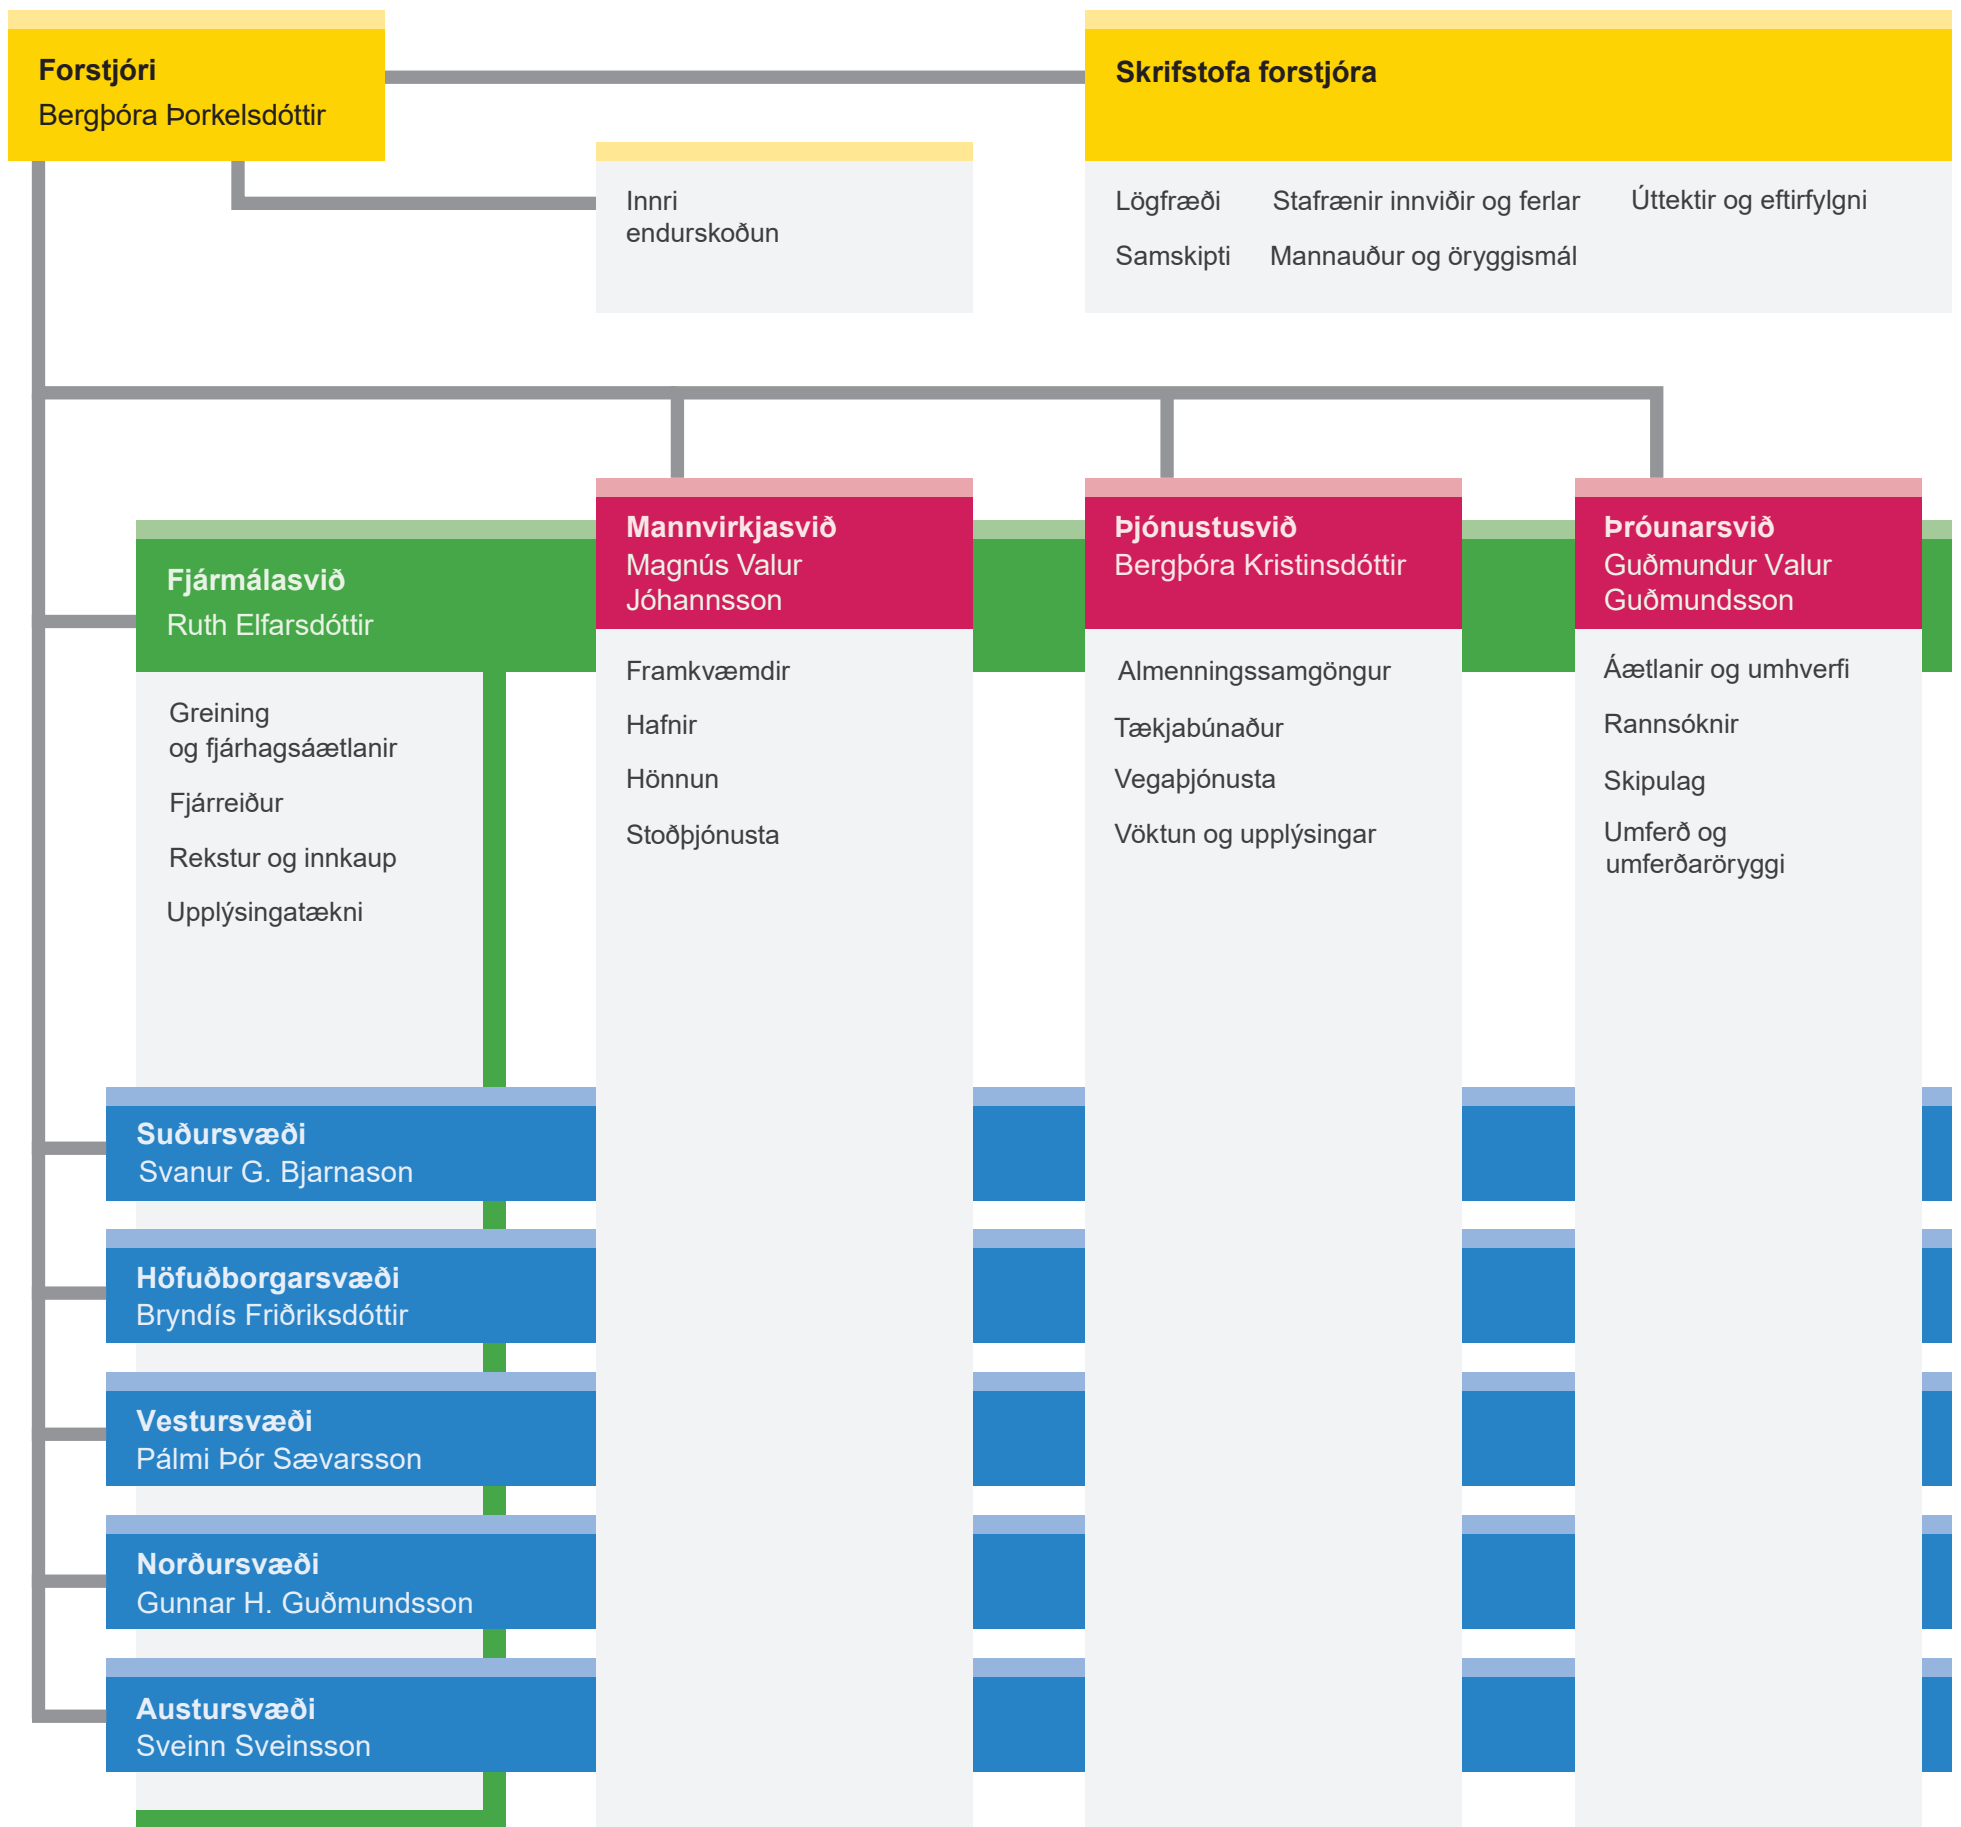 Forstjóri
Bergþóra Þorkelsdóttir
Skrifstofa forstjóra
Innri
endurskoðun
Lögfræði
Stafrænir innviðir og ferlar
Úttektir og eftirfylgni
Samskipti
Mannauður og öryggismál
Fjármálasvið
Ruth Elfarsdóttir
Greining
og fjárhagsáætlanir
Fjárreiður
Rekstur og innkaup
Upplýsingatækni
Mannvirkjasvið
Magnús Valur
Jóhannsson
Framkvæmdir
Hafnir
Hönnun
Stoðþjónusta
Þjónustusvið
Bergþóra Kristinsdóttir
Almenningssamgöngur
Tækjabúnaður
Vegaþjónusta
Vöktun og upplýsingar
Þróunarsvið
Guðmundur Valur
Guðmundsson
Áætlanir og umhverfi
Rannsóknir
Skipulag
Umferð og
umferðaröryggi
Suðursvæði
Svanur G. Bjarnason
Höfuðborgarsvæði
Bryndís Friðriksdóttir
Vestursvæði
Pálmi Þór Sævarsson
Norðursvæði
Gunnar H. Guðmundsson
Austursvæði
Sveinn Sveinsson